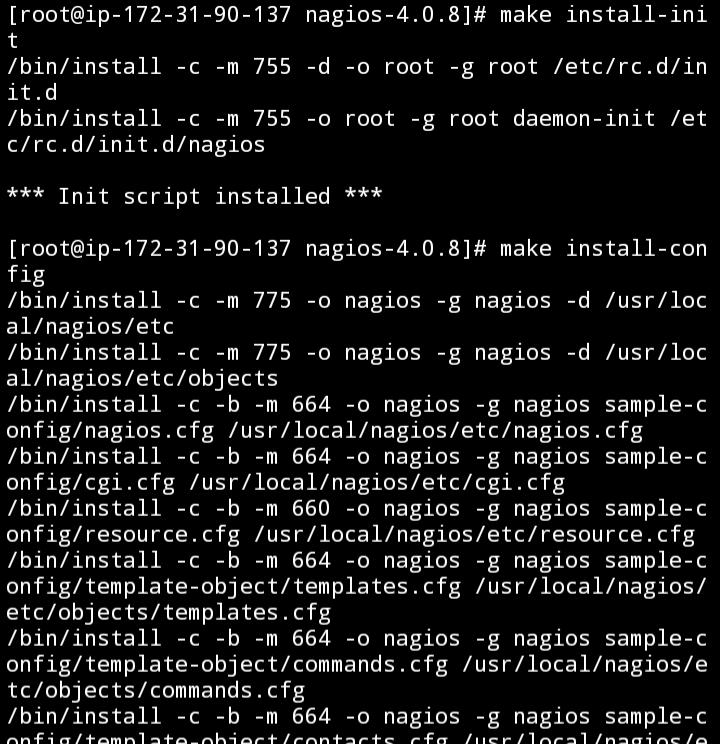 [root@ip-172-31-90-137 nagios-4.0.8]# make install-ini
t
/bin/install -c -m 755 -d -o root -g root /etc/rc.d/in
it.d
/bin/install -c -m 755 -o root -g root daemon-init /et
c/rc.d/init.d/nagios
*** Init script installed ***
[root@ip-172-31-90-137 nagios-4.0.8]# make install-con
fig
/bin/install -c -m 775 -o nagios -g nagios -d /usr/loc
al/nagios/etc
/bin/install -c -m 775 -o nagios -g nagios -d /usr/loc
al/nagios/etc/objects
/bin/install -c -b -m 664 -o nagios -g nagios sample-c
onfig/nagios.cfg /usr/local/nagios/etc/nagios.cfg
/bin/install -c -b -m 664 -o nagios -g nagios sample-c
onfig/cgi.cfg /usr/local/nagios/etc/cgi.cfg
/bin/install -c -b -m 660 -o nagios -g nagios sample-c
onfig/resource.cfg /usr/local/nagios/etc/resource.cfg
/bin/install -c -b -m 664 -o nagios -g nagios sample-c
onfig/template-object/templates.cfg /usr/local/nagios/
etc/objects/templates.cfg
/bin/install -c -b -m 664 -o nagios -g nagios sample-c
onfig/template-object/commands.cfg /usr/local/nagios/e
tc/objects/commands.cfg
/bin/install -c -b -m 664 -o nagios -g nagios sample-c
onfig/template-object/contacts.cfg /usr/local/nagios/e